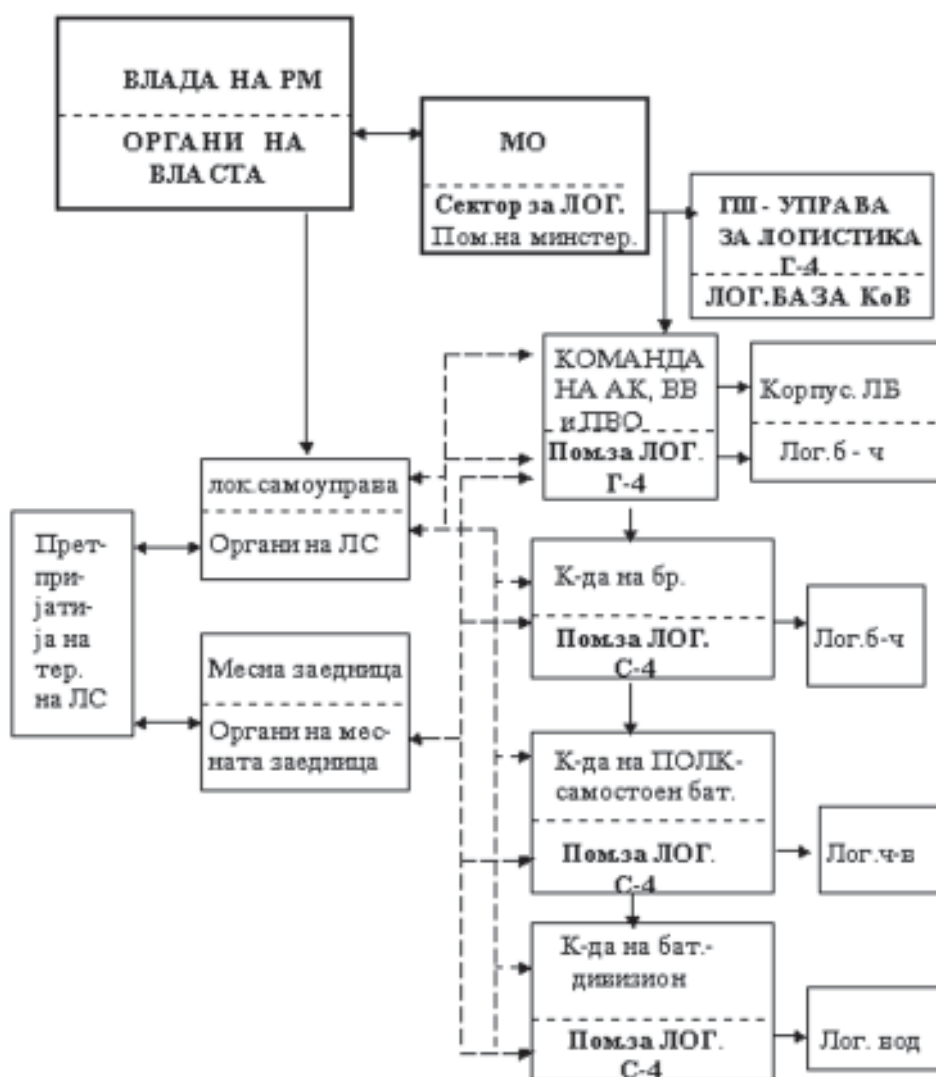 ВЛАДА НА РМ
ОРГАНИ НА
ВЛАСТА
МО
Сектор за ЛОГ.
Пом.на минстер.
ГШ - УПРАВА
ЗА ЛОГИСТИКА
Г-4
ЛОГ.БАЗА КоВ
КОМАНДА
НА АК, ВВ
и ПВО
Пом.за ЛОГ.
Г-4
Корпус. ЛБ
Лог.б - ч
лок.самоуправа
Органи на ЛС
Прет-
при-
јати-
ја на
тер.
на ЛС
Месна заедница
Органи на мес-
ната заедница
К-да на бр.
Пом.за ЛОГ.
С-4
Лог.б-ч
К-да на ПОЛК-
самостоен бат.
Пом.за ЛОГ.
С-4
Лог.ч-в
К-да на бат.-
дивизион
Пом.за ЛОГ.
С-4
Лог. вод